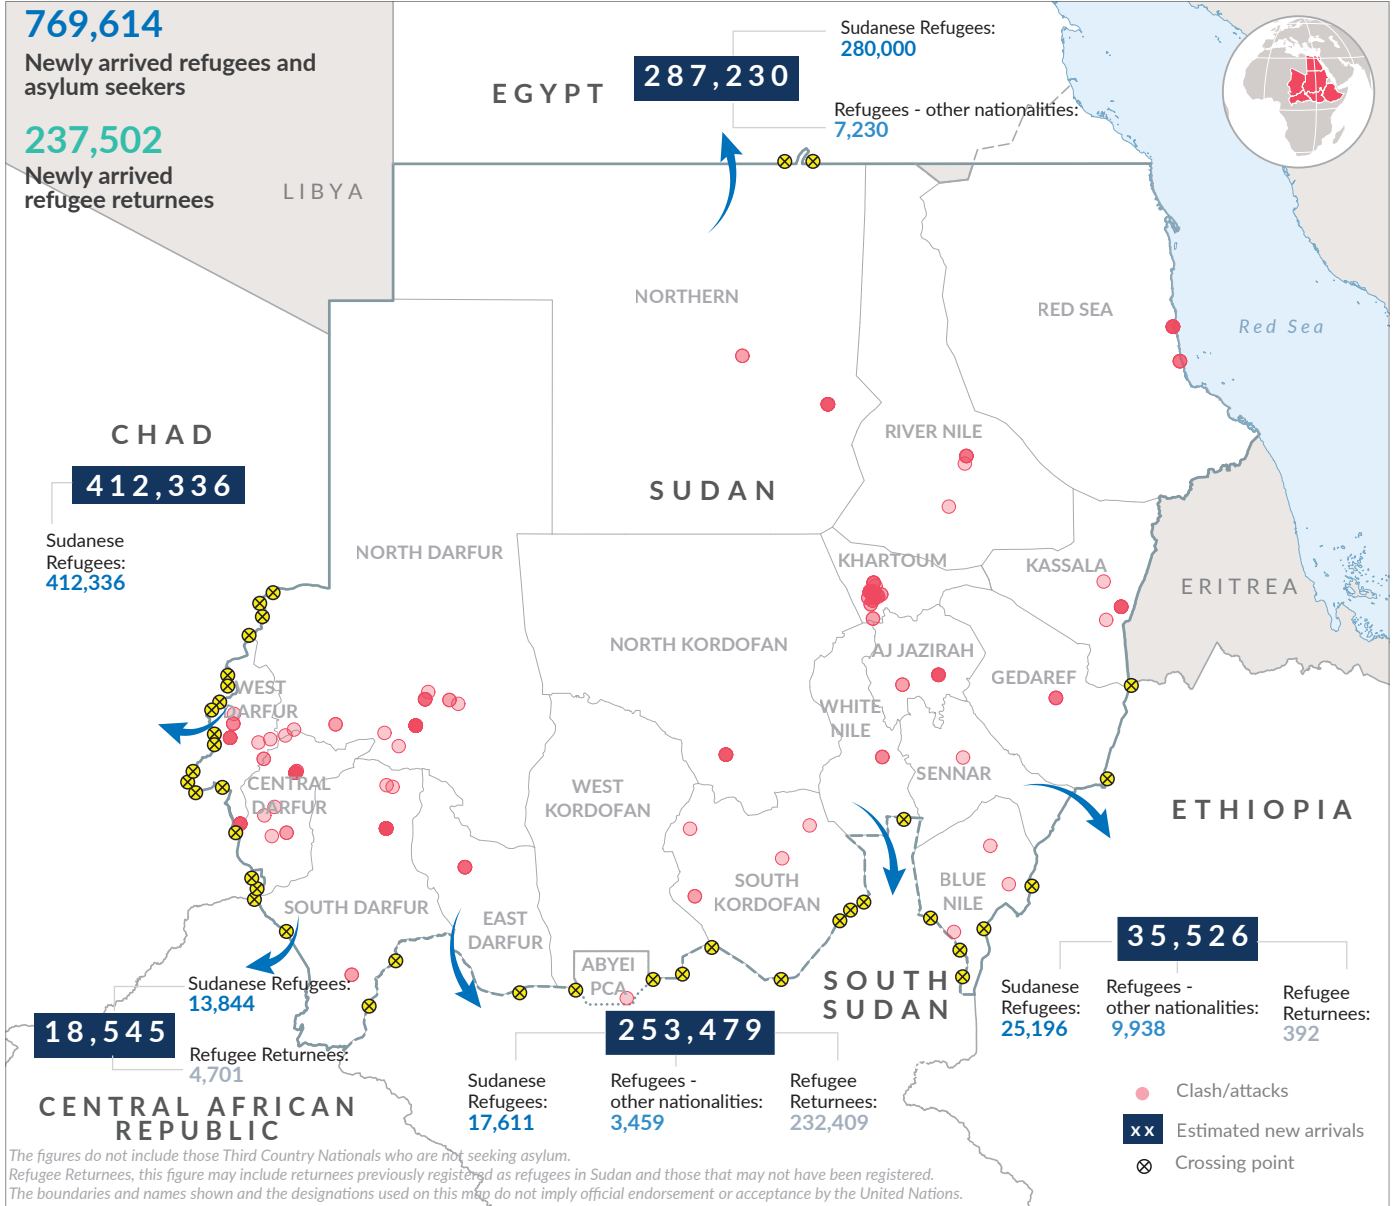 769,614
Newly arrived refugees and
asylum seekers
237,502
Newly arrived
refugee returnees
LIBYA
EGYPT
287,230
Sudanese Refugees:
280,000
Refugees - other nationalities:
7,230
NORTHERN
RED SEA
Red Sea
RIVER NILE
CHAD
412,336
Sudanese
Refugees:
412,336
SUDAN
NORTH DARFUR
KHARTOUM
KASSALA
ERITREA
NORTH KORDOFAN
AJ JAZIRAH
GEDAREF
WEST
DARFUR
WHITE
NILE
SENNAR
CENTRAL
DARFUR
WEST
KORDOFAN
ETHIOPIA
SOUTH
KORDOFAN
BLUE
NILE
SOUTH DARFUR
EAST
DARFUR
ABYEI
PCA
SOUTH
SUDAN
35,526
Sudanese
Refugees:
25,196
Refugees -
other nationalities:
9,938
Refugee
Returnees:
392
Sudanese Refugees:
13,844
18,545
Refugee Returnees:
4,701
CENTRAL AFRICAN
REPUBLIC
253,479
Sudanese
Refugees:
17,611
Refugees -
other nationalities:
3,459
Refugee
Returnees:
232,409
Clash/attacks
xx
Estimated new arrivals
Crossing point
The figures do not include those Third Country Nationals who are not seeking asylum.
Refugee Returnees, this figure may include returnees previously registered as refugees in Sudan and those that may not have been registered.
The boundaries and names shown and the designations used on this map do not imply official endorsement or acceptance by the United Nations.